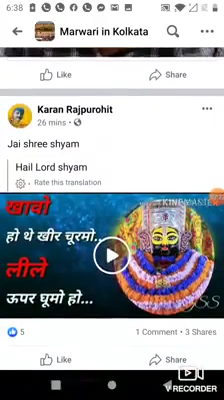 6:38
Marwari in Kolkata
Like Share
Karan Rajpurohit
26 mins
Jai shree shyam
Hail Lord shyam
Rate this translation
KINEMASTER
खावो
हो थे खीर चूरमो...
लीले
ऊपर घूमो हो...
5 1 Comment • 3 Shares
Like Share
RECORDER